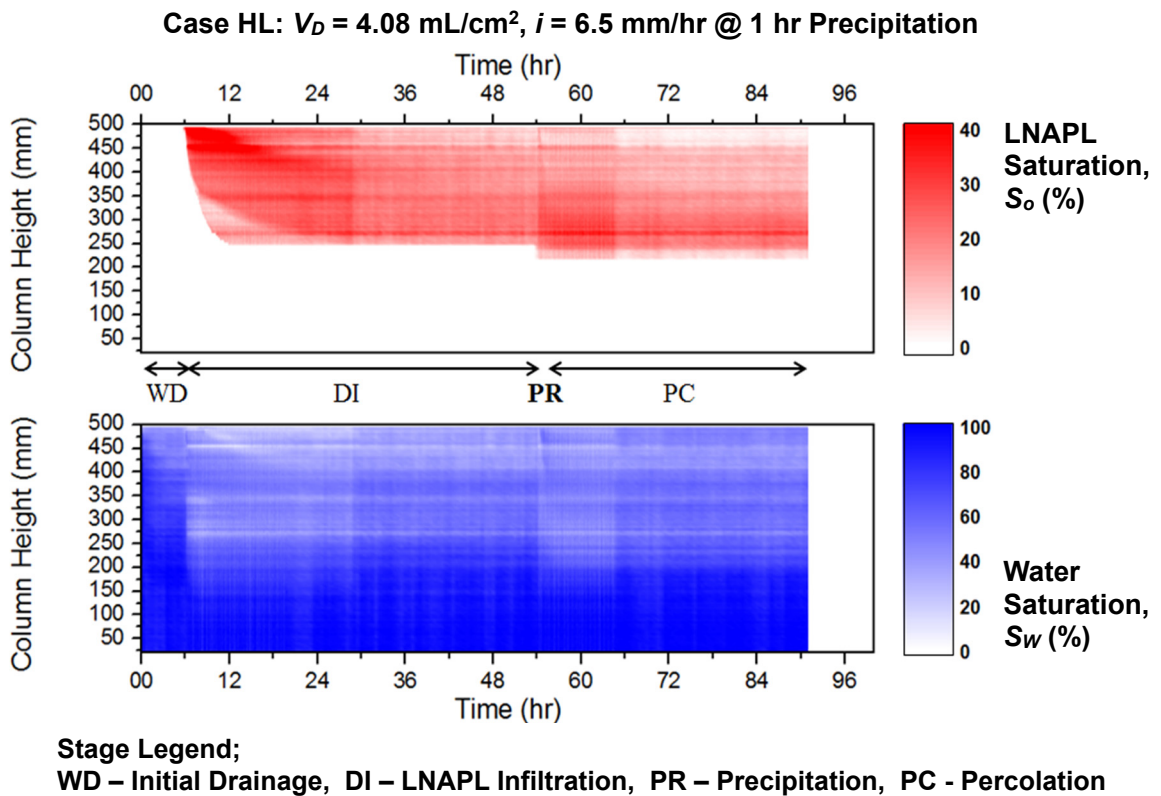 Case HL: V_D = 4.08 mL/cm², i = 6.5 mm/hr @ 1 hr Precipitation
Time (hr)
00 12 24 36 48 60 72 84 96
Column Height (mm)
500
450
400
350
300
250
200
150
100
50
40
30
20
10
0
LNAPL
Saturation,
Sₒ (%)
WD DI PR PC
Column Height (mm)
500
450
400
350
300
250
200
150
100
50
100
80
60
40
20
0
Water
Saturation,
S_W (%)
00 12 24 36 48 60 72 84 96
Time (hr)
Stage Legend;
WD – Initial Drainage, DI – LNAPL Infiltration, PR – Precipitation, PC - Percolation